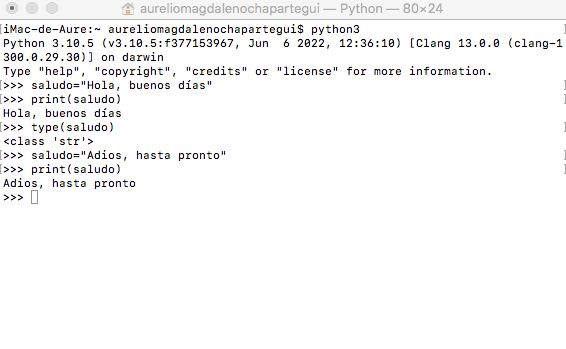 aureliomagdalenochapartegui — Python — 80×24
[iMac-de-Aure:~ aureliomagdalenochapartegui$ python3 ]
Python 3.10.5 (v3.10.5:f377153967, Jun  6 2022, 12:36:10) [Clang 13.0.0 (clang-1
300.0.29.30)] on darwin
Type "help", "copyright", "credits" or "license" for more information.
[>>> saludo="Hola, buenos días" ]
[>>> print(saludo) ]
Hola, buenos días
[>>> type(saludo) ]
<class 'str'>
[>>> saludo="Adios, hasta pronto" ]
[>>> print(saludo) ]
Adios, hasta pronto
>>>